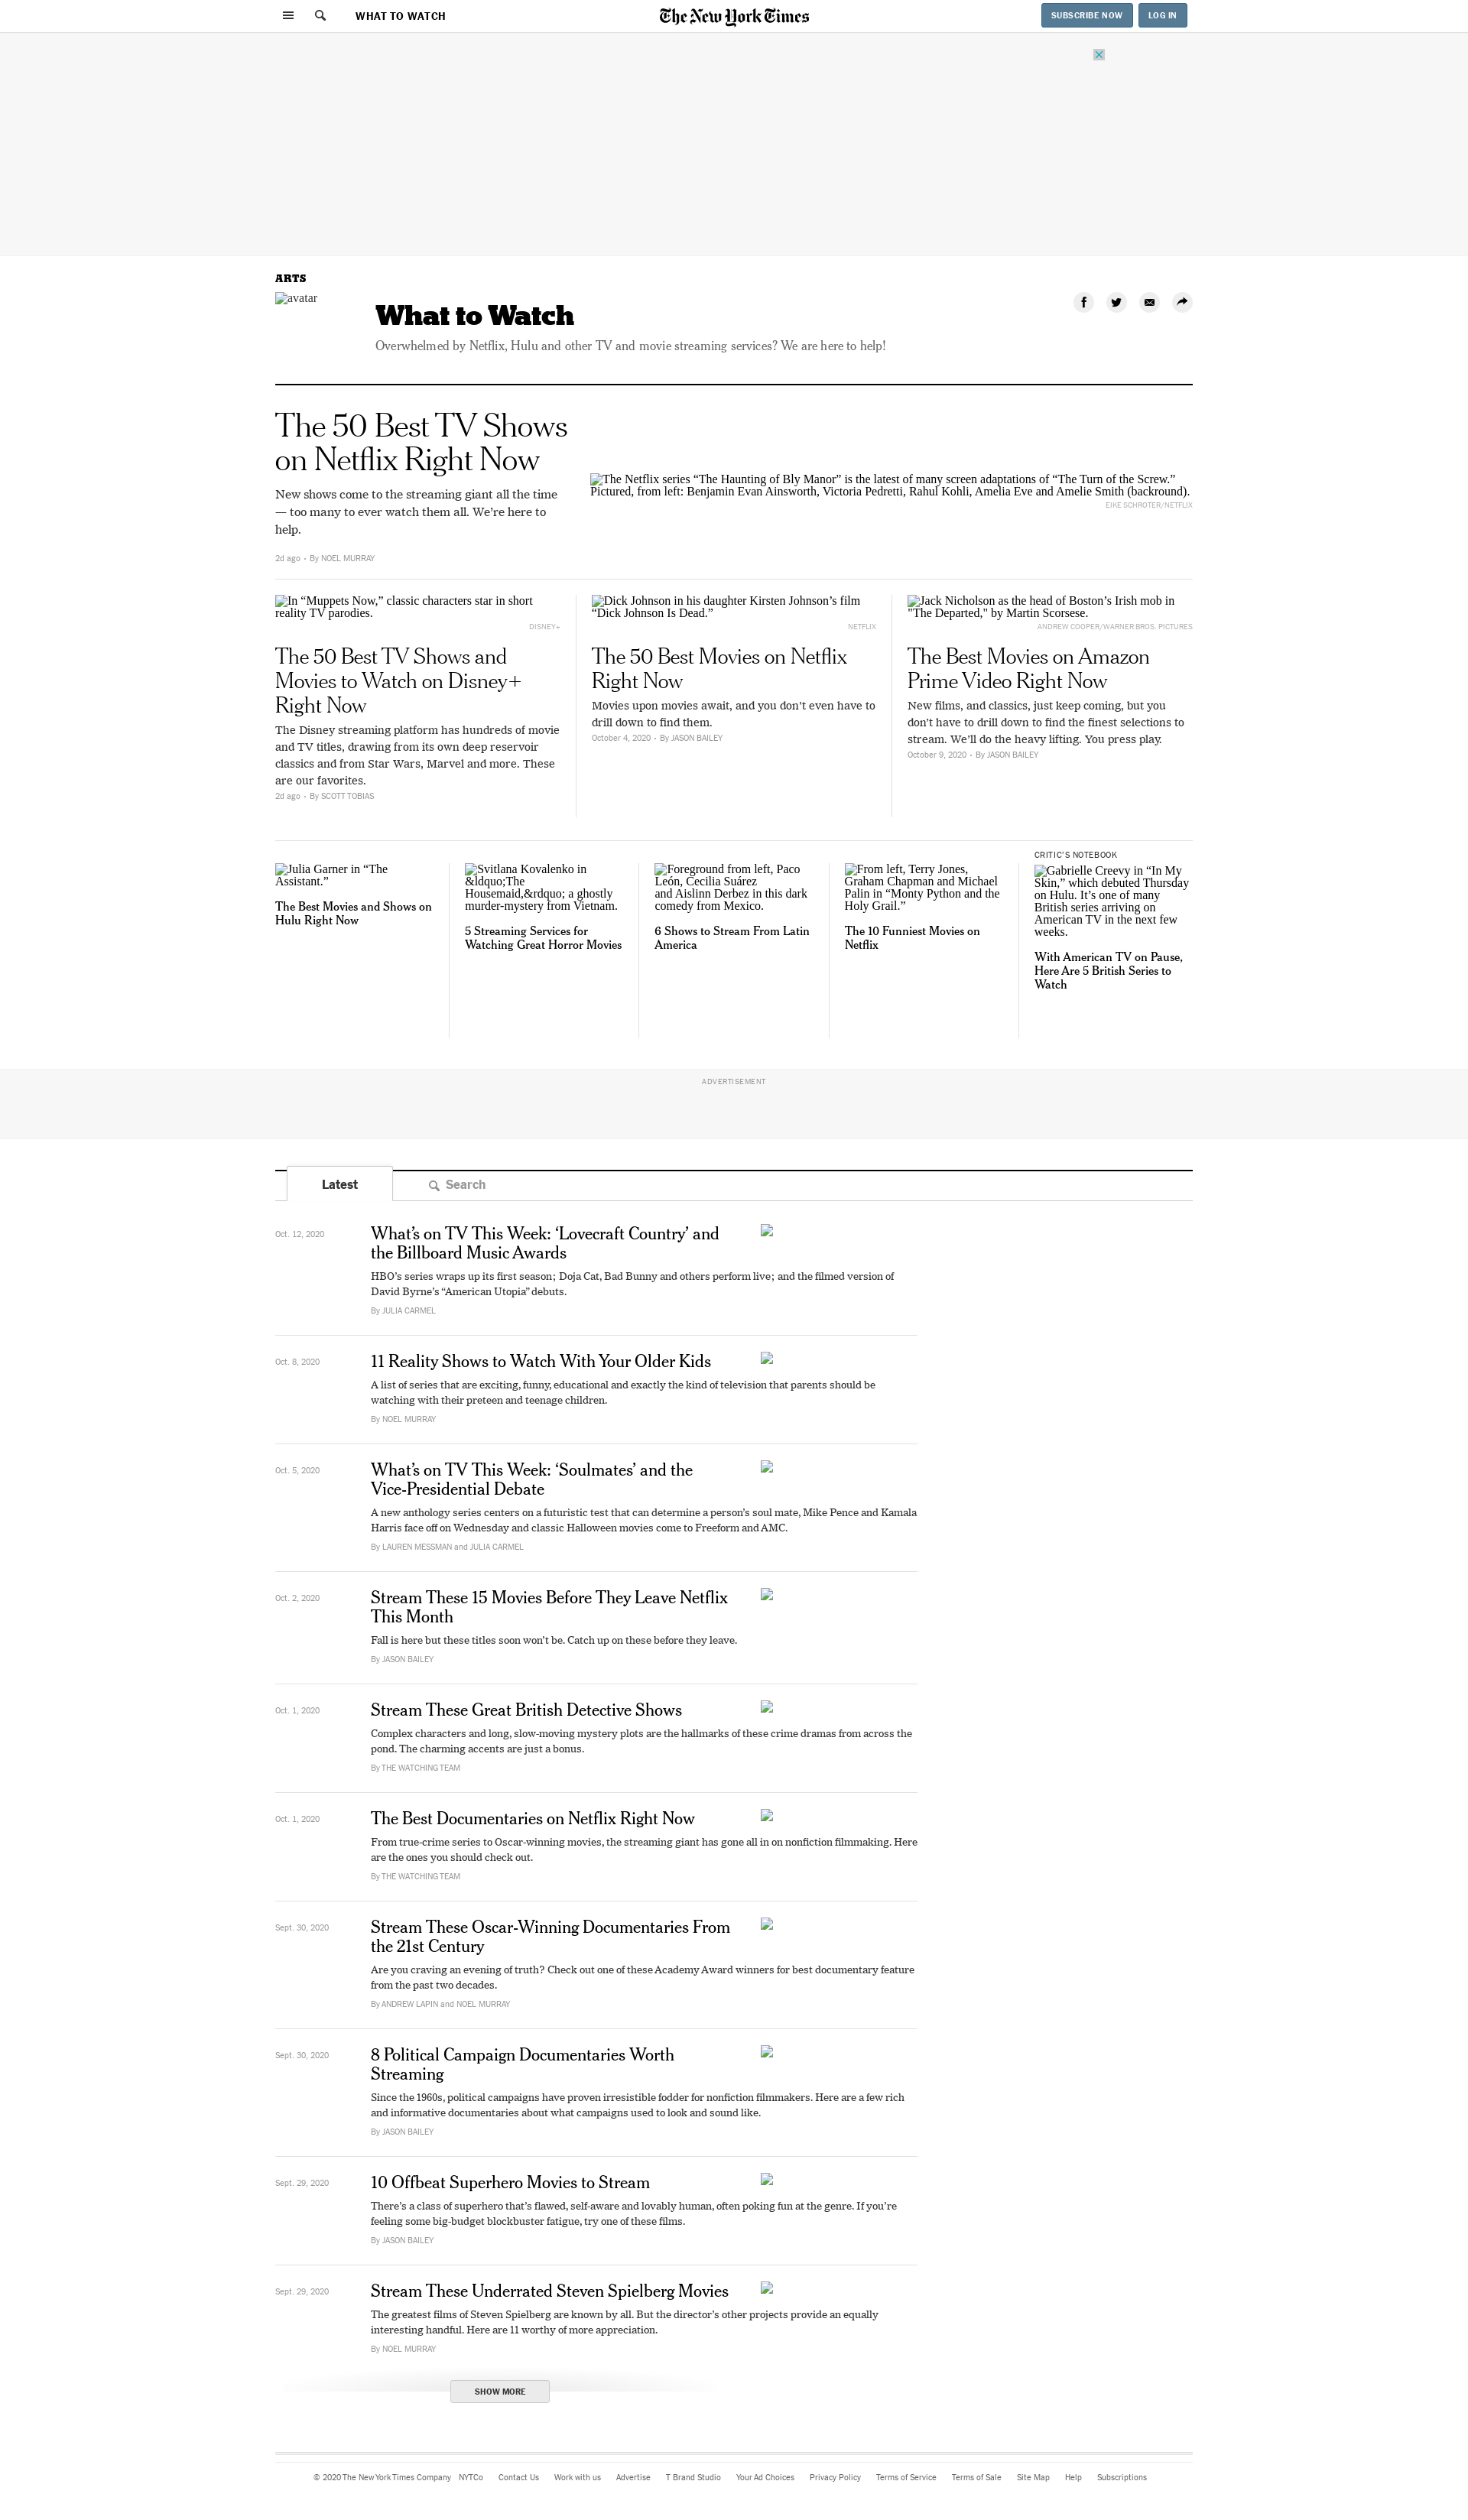 WHAT TO WATCH
The New York Times
SUBSCRIBE NOW
LOG IN
ARTS
avatar
What to Watch
Overwhelmed by Netflix, Hulu and other TV and movie streaming services? We are here to help!
The 50 Best TV Shows
on Netflix Right Now
New shows come to the streaming giant all the time
— too many to ever watch them all. We’re here to
help.
2d ago • By NOEL MURRAY
The Netflix series “The Haunting of Bly Manor” is the latest of many screen adaptations of “The Turn of the Screw.”
Pictured, from left: Benjamin Evan Ainsworth, Victoria Pedretti, Rahul Kohli, Amelia Eve and Amelie Smith (backround).
EIKE SCHROTER/NETFLIX
In “Muppets Now,” classic characters star in short
reality TV parodies.
DISNEY+
The 50 Best TV Shows and
Movies to Watch on Disney+
Right Now
The Disney streaming platform has hundreds of movie
and TV titles, drawing from its own deep reservoir
classics and from Star Wars, Marvel and more. These
are our favorites.
2d ago • By SCOTT TOBIAS
Dick Johnson in his daughter Kirsten Johnson’s film
“Dick Johnson Is Dead.”
NETFLIX
The 50 Best Movies on Netflix
Right Now
Movies upon movies await, and you don’t even have to
drill down to find them.
October 4, 2020 • By JASON BAILEY
Jack Nicholson as the head of Boston’s Irish mob in
"The Departed," by Martin Scorsese.
ANDREW COOPER/WARNER BROS. PICTURES
The Best Movies on Amazon
Prime Video Right Now
New films, and classics, just keep coming, but you
don’t have to drill down to find the finest selections to
stream. We’ll do the heavy lifting. You press play.
October 9, 2020 • By JASON BAILEY
Julia Garner in “The
Assistant.”
The Best Movies and Shows on
Hulu Right Now
Svitlana Kovalenko in
&ldquo;The
Housemaid,&rdquo; a ghostly
murder-mystery from Vietnam.
5 Streaming Services for
Watching Great Horror Movies
Foreground from left, Paco
León, Cecilia Suárez
and Aislinn Derbez in this dark
comedy from Mexico.
6 Shows to Stream From Latin
America
From left, Terry Jones,
Graham Chapman and Michael
Palin in “Monty Python and the
Holy Grail.”
The 10 Funniest Movies on
Netflix
CRITIC’S NOTEBOOK
Gabrielle Creevy in “In My
Skin,” which debuted Thursday
on Hulu. It’s one of many
British series arriving on
American TV in the next few
weeks.
With American TV on Pause,
Here Are 5 British Series to
Watch
ADVERTISEMENT
Latest
Search
Oct. 12, 2020
What’s on TV This Week: ‘Lovecraft Country’ and
the Billboard Music Awards
HBO’s series wraps up its first season; Doja Cat, Bad Bunny and others perform live; and the filmed version of
David Byrne’s “American Utopia” debuts.
By JULIA CARMEL
Oct. 8, 2020
11 Reality Shows to Watch With Your Older Kids
A list of series that are exciting, funny, educational and exactly the kind of television that parents should be
watching with their preteen and teenage children.
By NOEL MURRAY
Oct. 5, 2020
What’s on TV This Week: ‘Soulmates’ and the
Vice-Presidential Debate
A new anthology series centers on a futuristic test that can determine a person’s soul mate, Mike Pence and Kamala
Harris face off on Wednesday and classic Halloween movies come to Freeform and AMC.
By LAUREN MESSMAN and JULIA CARMEL
Oct. 2, 2020
Stream These 15 Movies Before They Leave Netflix
This Month
Fall is here but these titles soon won’t be. Catch up on these before they leave.
By JASON BAILEY
Oct. 1, 2020
Stream These Great British Detective Shows
Complex characters and long, slow-moving mystery plots are the hallmarks of these crime dramas from across the
pond. The charming accents are just a bonus.
By THE WATCHING TEAM
Oct. 1, 2020
The Best Documentaries on Netflix Right Now
From true-crime series to Oscar-winning movies, the streaming giant has gone all in on nonfiction filmmaking. Here
are the ones you should check out.
By THE WATCHING TEAM
Sept. 30, 2020
Stream These Oscar-Winning Documentaries From
the 21st Century
Are you craving an evening of truth? Check out one of these Academy Award winners for best documentary feature
from the past two decades.
By ANDREW LAPIN and NOEL MURRAY
Sept. 30, 2020
8 Political Campaign Documentaries Worth
Streaming
Since the 1960s, political campaigns have proven irresistible fodder for nonfiction filmmakers. Here are a few rich
and informative documentaries about what campaigns used to look and sound like.
By JASON BAILEY
Sept. 29, 2020
10 Offbeat Superhero Movies to Stream
There’s a class of superhero that’s flawed, self-aware and lovably human, often poking fun at the genre. If you’re
feeling some big-budget blockbuster fatigue, try one of these films.
By JASON BAILEY
Sept. 29, 2020
Stream These Underrated Steven Spielberg Movies
The greatest films of Steven Spielberg are known by all. But the director’s other projects provide an equally
interesting handful. Here are 11 worthy of more appreciation.
By NOEL MURRAY
SHOW MORE
© 2020 The New York Times Company NYTCo Contact Us Work with us Advertise T Brand Studio Your Ad Choices Privacy Policy Terms of Service Terms of Sale Site Map Help Subscriptions